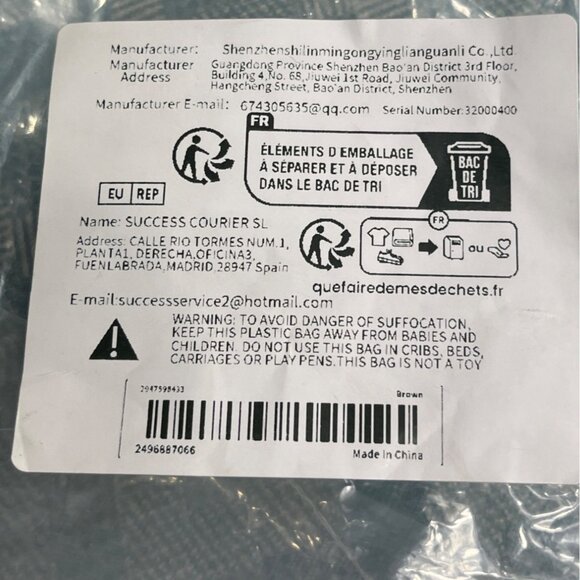 Manufacturer: Shenzhenshilinmingongyinglianguanli Co.,Ltd.
Manufacturer Address Guangdong Province Shenzhen Bao'an District 3rd Floor,
Building 4,No. 68,Jiuwei 1st Road, Jiuwei Community,
Hangcheng Street, Bao'an District, Shenzhen
Manufacturer E-mail: 674305635@qq.com Serial Number:32000400
FR
ÉLÉMENTS D'EMBALLAGE
À SÉPARER ET À DÉPOSER
DANS LE BAC DE TRI
BAC
DE
TRI
EU REP
Name: SUCCESS COURIER SL
Address: CALLE RIO TORMES NUM.1,
PLANTA1, DERECHA,OFICINA3,
FUENLABRADA,MADRID 28947 Spain
FR
ou
quefairedemesdechets.fr
E-mail:successservice2@hotmail.com
WARNING: TO AVOID DANGER OF SUFFOCATION,
KEEP THIS PLASTIC BAG AWAY FROM BABIES AND
CHILDREN. DO NOT USE THIS BAG IN CRIBS, BEDS,
CARRIAGES OR PLAY PENS.THIS BAG IS NOT A TOY
2947598433 Brown
2496887066 Made In China